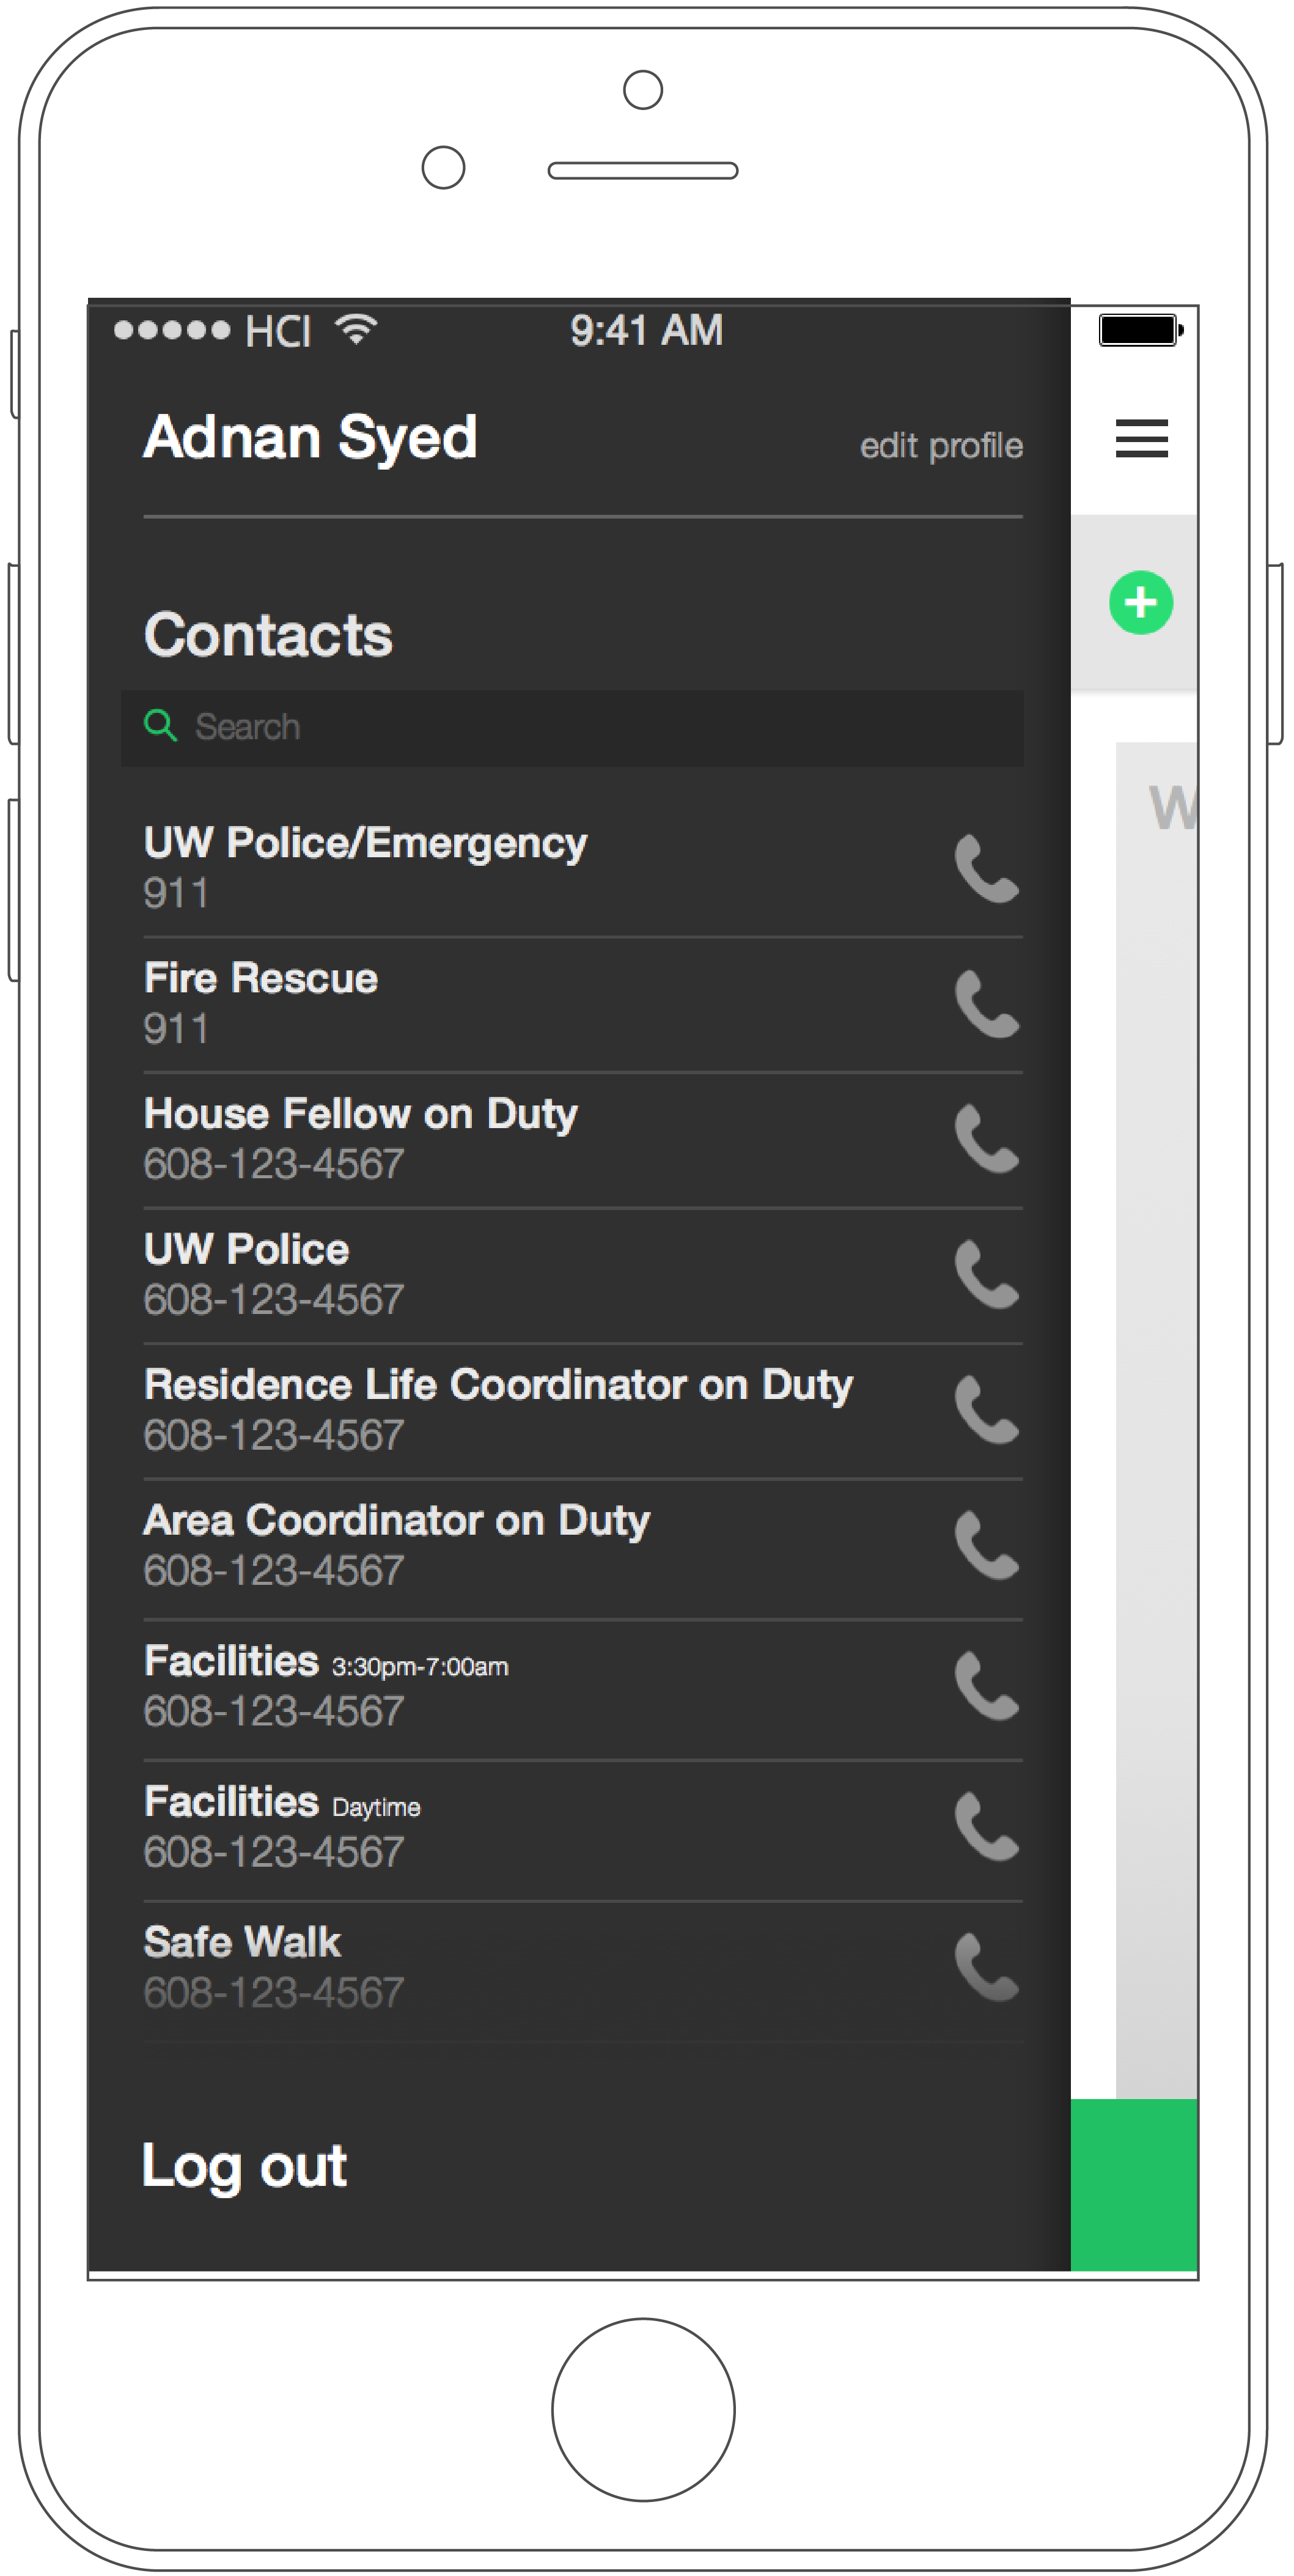 HCI 9:41 AM
Adnan Syed edit profile
Contacts
Search
W
UW Police/Emergency
911
Fire Rescue
911
House Fellow on Duty
608-123-4567
UW Police
608-123-4567
Residence Life Coordinator on Duty
608-123-4567
Area Coordinator on Duty
608-123-4567
Facilities 3:30pm-7:00am
608-123-4567
Facilities Daytime
608-123-4567
Safe Walk
608-123-4567
Log out